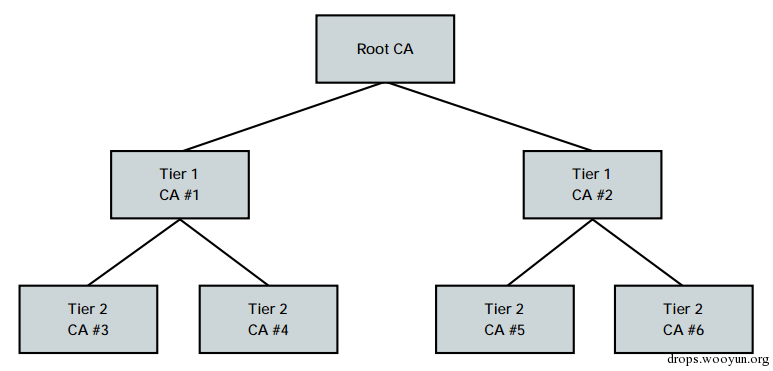 Root CA
Tier 1
CA #1
Tier 1
CA #2
Tier 2
CA #3
Tier 2
CA #4
Tier 2
CA #5
Tier 2
CA #6
drops.wooyun.org